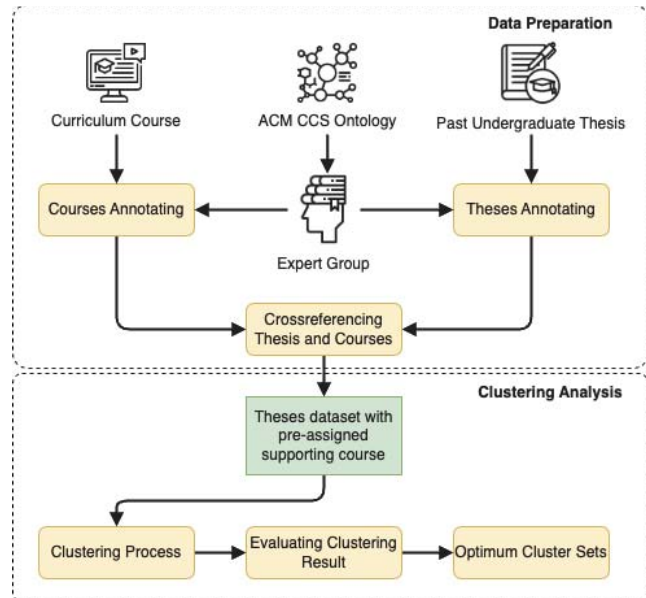 Data Preparation
Curriculum Course
ACM CCS Ontology
Past Undergraduate Thesis
Courses Annotating
Theses Annotating
Expert Group
Crossreferencing
Thesis and Courses
Clustering Analysis
Theses dataset with
pre-assigned
supporting course
Clustering Process
Evaluating Clustering
Result
Optimum Cluster Sets